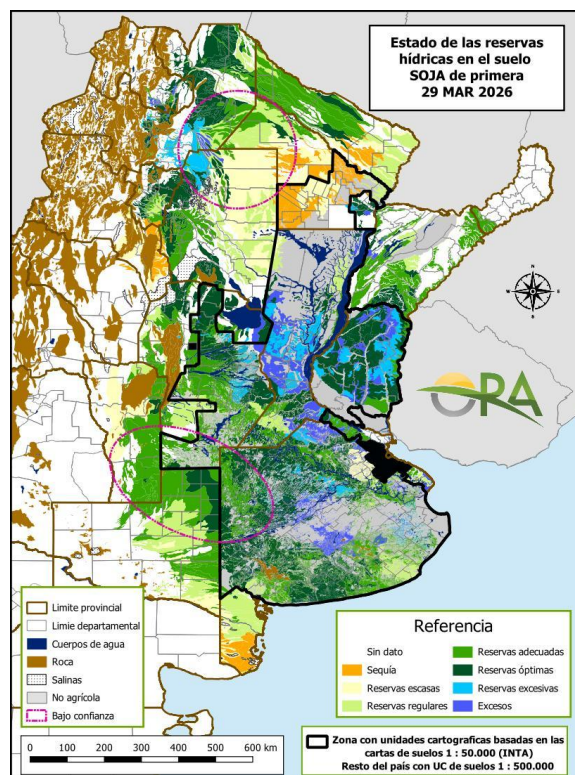 Estado de las reservas
hídricas en el suelo
SOJA de primera
29 MAR 2026
N
W
E
S
ORA
Limite provincial
Limie departamental
Cuerpos de agua
Roca
Salinas
No agrícola
Bajo confianza
Referencia
Sin dato
Sequía
Reservas escasas
Reservas regulares
Reservas adecuadas
Reservas óptimas
Reservas excesivas
Excesos
0 100 200 300 400 500 600 km
Zona con unidades cartograficas basadas en las
cartas de suelos 1 : 50.000 (INTA)
Resto del país con UC de suelos 1 : 500.000